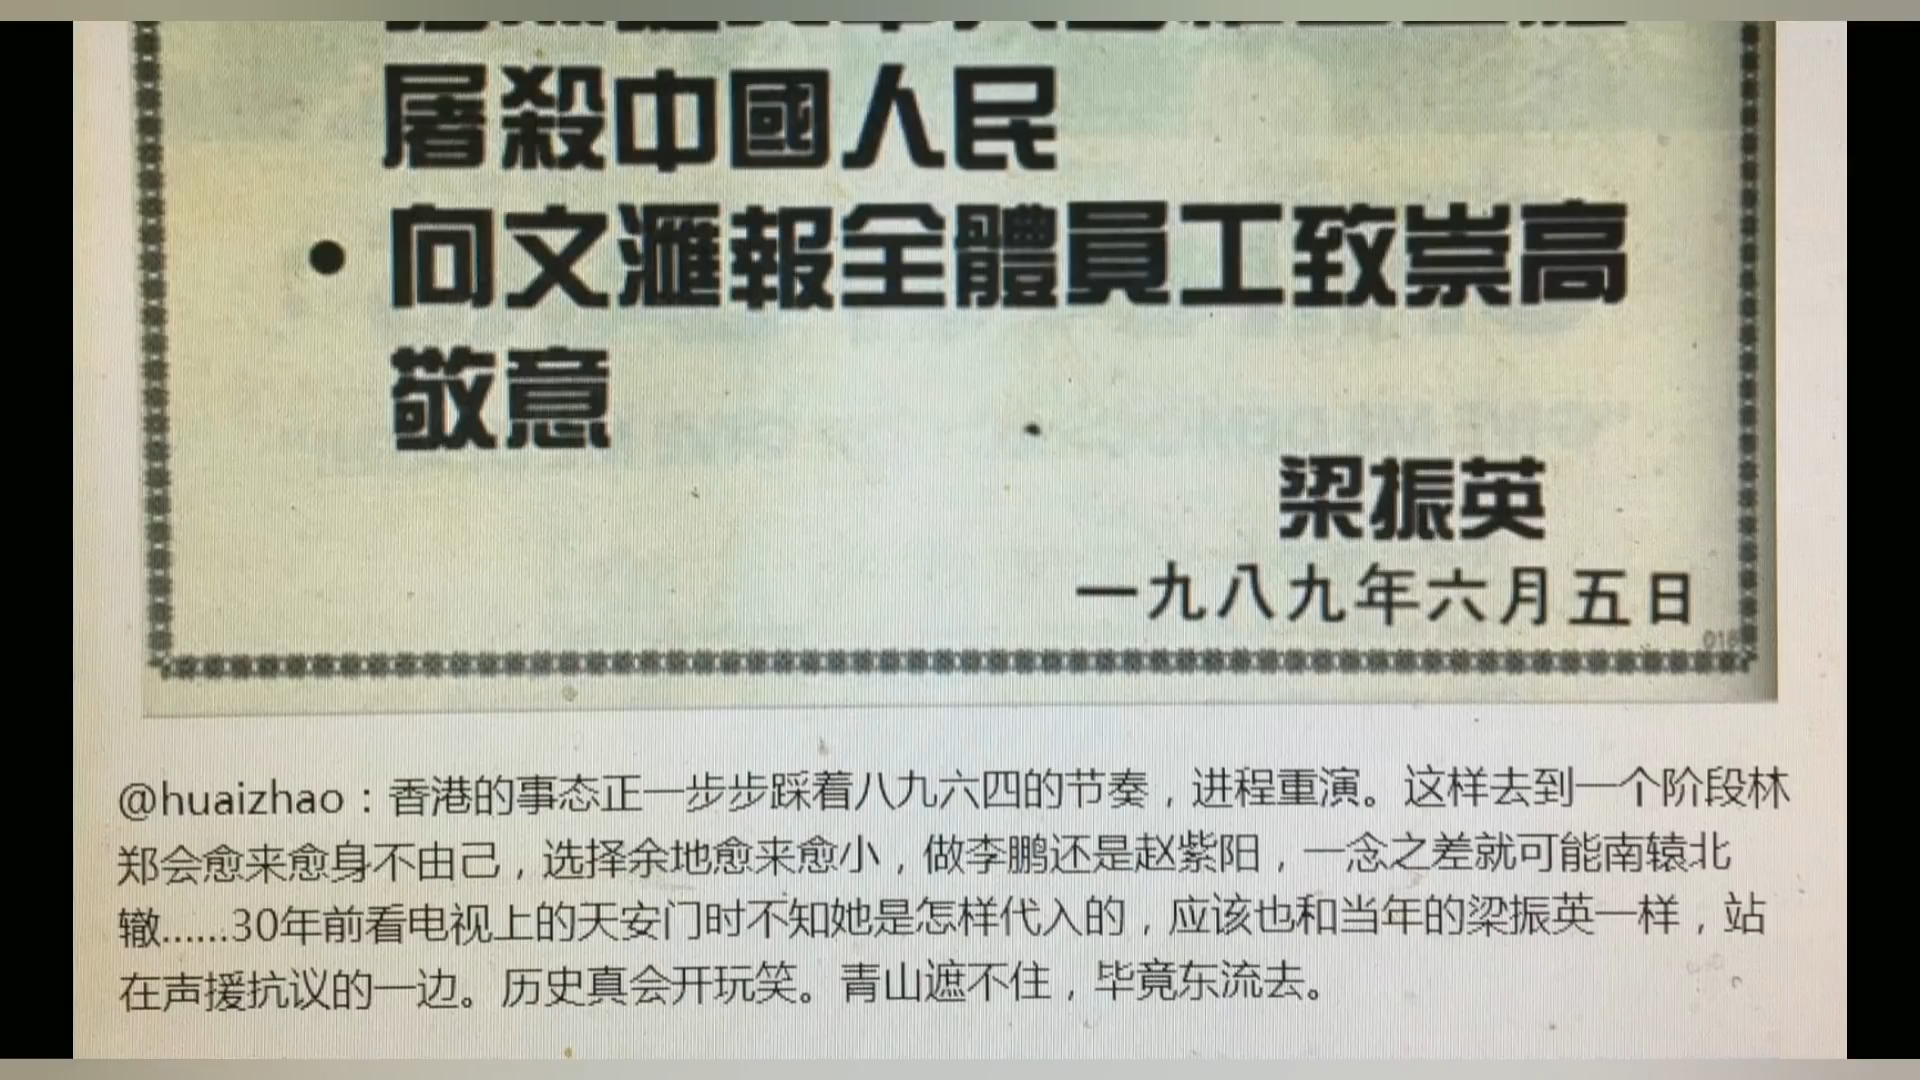 屠殺中國人民
•向文滙報全體員工致崇高
敬意
梁振英
一九八九年六月五日
@huaizhao：香港的事态正一步步踩着八九六四的节奏，进程重演。这样去到一个阶段林
郑会愈来愈身不由己，选择余地愈来愈小，做李鹏还是赵紫阳，一念之差就可能南辕北
辙……30年前看电视上的天安门时不知她是怎样代入的，应该也和当年的梁振英一样，站
在声援抗议的一边。历史真会开玩笑。青山遮不住，毕竟东流去。